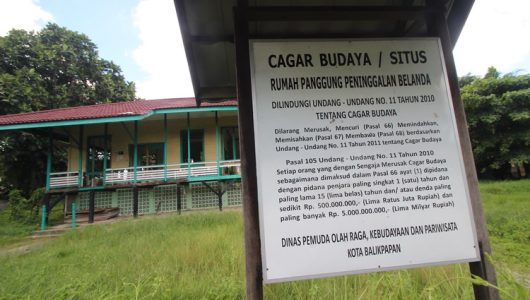 CAGAR BUDAYA / SITUS
RUMAH PANGGUNG PENINGGALAN BELANDA
DILINDUNGI UNDANG - UNDANG NO. 11 TAHUN 2010
TENTANG CAGAR BUDAYA
Dilarang Merusak, Mencuri (Pasal 66) Memindahkan,
Memisahkan (Pasal 67) Membawa (Pasal 68) berdasarkan
Undang - Undang No. 11 Tahun 2010
Pasal 105 Undang - Undang No. 11 Tahun 2010
Setiap orang yang dengan Sengaja Merusak Cagar Budaya
sebagaimana dimaksud dalam Pasal 66 ayat (1) dipidana
dengan pidana penjara paling singkat 1 (satu) tahun dan
paling lama 15 (lima belas) tahun dan/ atau denda paling
sedikit Rp. 500.000.000,- (Lima Ratus Juta Rupiah) dan
paling banyak Rp. 5.000.000.000,- (Lima Milyar Rupiah)
DINAS PEMUDA OLAH RAGA, KEBUDAYAAN DAN PARIWISATA
KOTA BALIKPAPAN